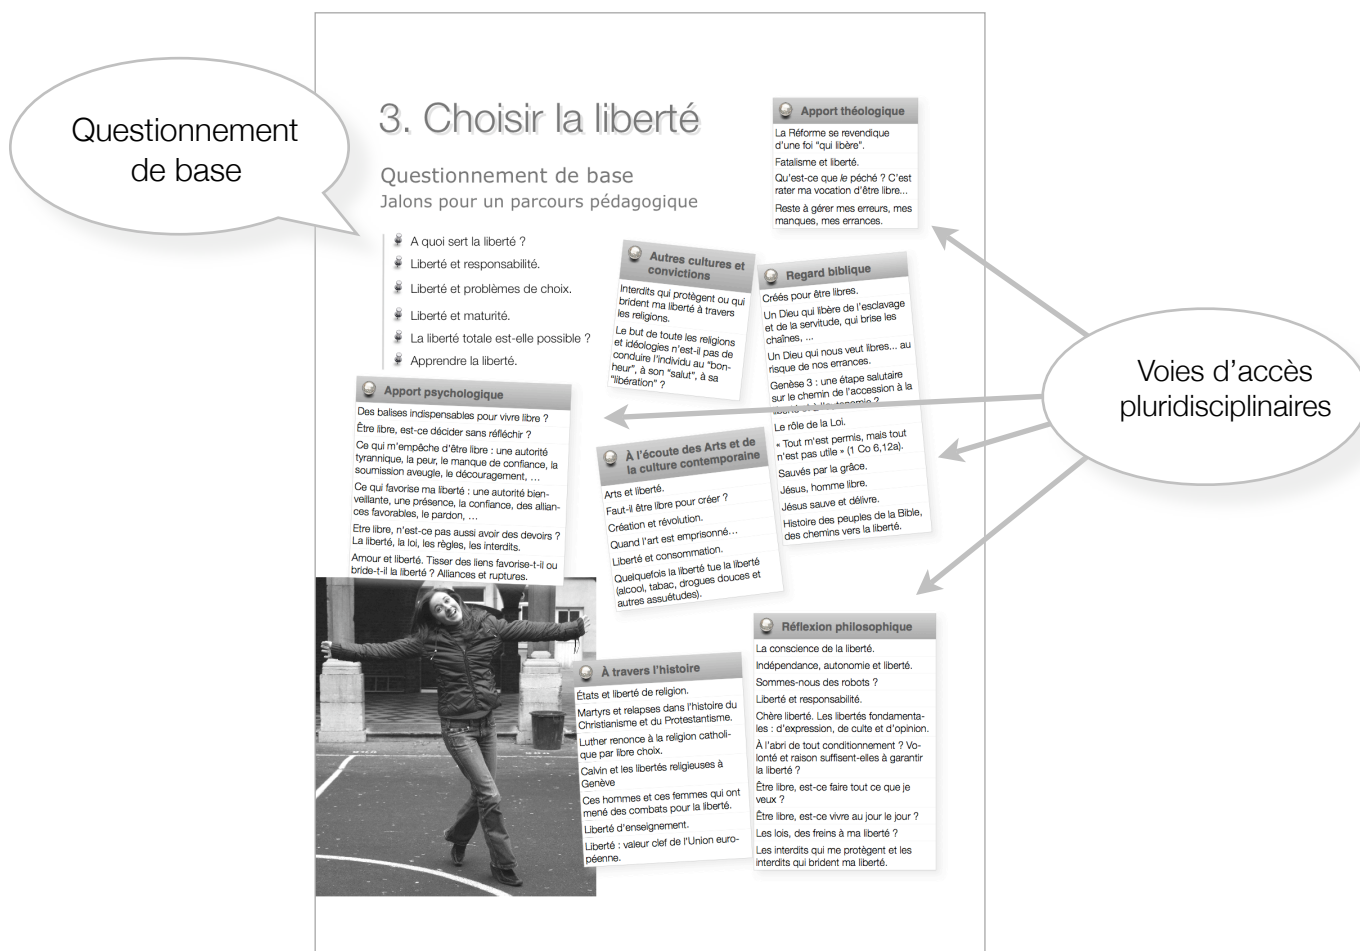 Questionnement
de base
3. Choisir la liberté
Questionnement de base
Jalons pour un parcours pédagogique
A quoi sert la liberté ?
Liberté et responsabilité.
Liberté et problèmes de choix.
Liberté et maturité.
La liberté totale est-elle possible ?
Apprendre la liberté.
Apport théologique
La Réforme se revendique
d'une foi "qui libère".
Fatalisme et liberté.
Qu'est-ce que le péché ? C'est
rater ma vocation d'être libre...
Reste à gérer mes erreurs, mes
manques, mes errances.
Autres cultures et
convictions
Interdits qui protègent ou qui
brident ma liberté à travers
les religions.
Le but de toute les religions
et idéologies n'est-il pas de
conduire l'individu au "bon-
heur", à son "salut", à sa
"libération" ?
Regard biblique
Créés pour être libres.
Un Dieu qui libère de l'esclavage
et de la servitude, qui brise les
chaînes, ...
Un Dieu qui nous veut libres... au
risque de nos errances.
Genèse 3 : une étape salutaire
sur le chemin de l'accession à la
Le rôle de la Loi.
« Tout m'est permis, mais tout
n'est pas utile » (1 Co 6,12a).
Sauvés par la grâce.
Jésus, homme libre.
Jésus sauve et délivre.
Histoire des peuples de la Bible,
des chemins vers la liberté.
Voies d'accès
pluridisciplinaires
Apport psychologique
Des balises indispensables pour vivre libre ?
Être libre, est-ce décider sans réfléchir ?
Ce qui m'empêche d'être libre : une autorité
tyrannique, la peur, le manque de confiance, la
soumission aveugle, le découragement, …
Ce qui favorise ma liberté : une autorité bien-
veillante, une présence, la confiance, des allian-
ces favorables, le pardon, …
Etre libre, n'est-ce pas aussi avoir des devoirs ?
La liberté, la loi, les règles, les interdits.
Amour et liberté. Tisser des liens favorise-t-il ou
bride-t-il la liberté ? Alliances et ruptures.
À l'écoute des Arts et de
la culture contemporaine
Arts et liberté.
Faut-il être libre pour créer ?
Création et révolution.
Quand l'art est emprisonné…
Liberté et consommation.
Quelquefois la liberté tue la liberté
(alcool, tabac, drogues douces et
autres assuétudes).
À travers l'histoire
États et liberté de religion.
Martyrs et relapses dans l'histoire du
Christianisme et du Protestantisme.
Luther renonce à la religion catholi-
que par libre choix.
Calvin et les libertés religieuses à
Genève
Ces hommes et ces femmes qui ont
mené des combats pour la liberté.
Liberté d'enseignement.
Liberté : valeur clef de l'Union euro-
péenne.
Réflexion philosophique
La conscience de la liberté.
Indépendance, autonomie et liberté.
Sommes-nous des robots ?
Liberté et responsabilité.
Chère liberté. Les libertés fondamenta-
les : d'expression, de culte et d'opinion.
À l'abri de tout conditionnement ? Vo-
lonté et raison suffisent-elles à garantir
la liberté ?
Être libre, est-ce faire tout ce que je
veux ?
Être libre, est-ce vivre au jour le jour ?
Les lois, des freins à ma liberté ?
Les interdits qui me protègent et les
interdits qui brident ma liberté.